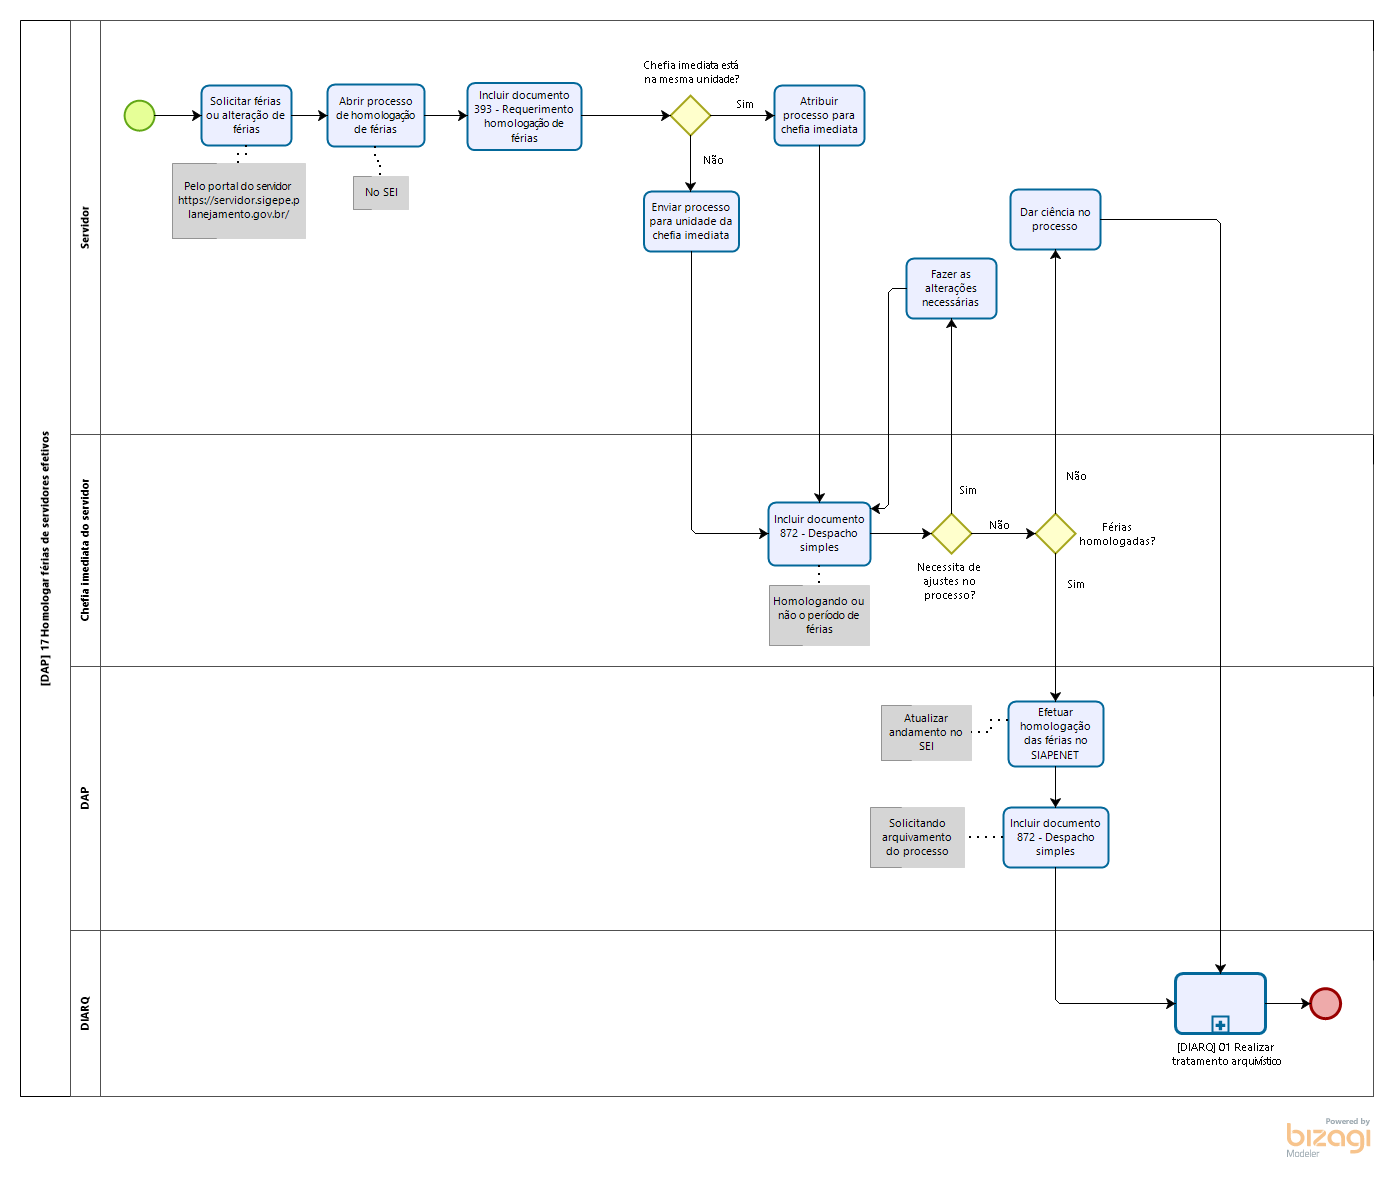 [DAP] 17 Homologar férias de servidores efetivos
Servidor
Chefia imediata está
na mesma unidade?
Solicitar férias
ou alteração de
férias
Abrir processo
de homologação
de férias
Incluir documento
393 - Requerimento
homologação de
férias
Sim
Atribuir
processo para
chefia imediata
Não
Pelo portal do servidor
https://servidor.sigepe.p
lanejamento.gov.br/
No SEI
Enviar processo
para unidade da
chefia imediata
Dar ciência no
processo
Fazer as
alterações
necessárias
Chefia imediata do servidor
Incluir documento
872 - Despacho
simples
Homologando ou
não o período de
férias
Sim
Não
Necessita de
ajustes no
processo?
Não
Férias
homologadas?
Sim
DAP
Atualizar
andamento no
SEI
Efetuar
homologação
das férias no
SIAPENET
Solicitando
arquivamento
do processo
Incluir documento
872 - Despacho
simples
DIARQ
[DIARQ] 01 Realizar
tratamento arquivístico
Powered by
bizagi
Modeler